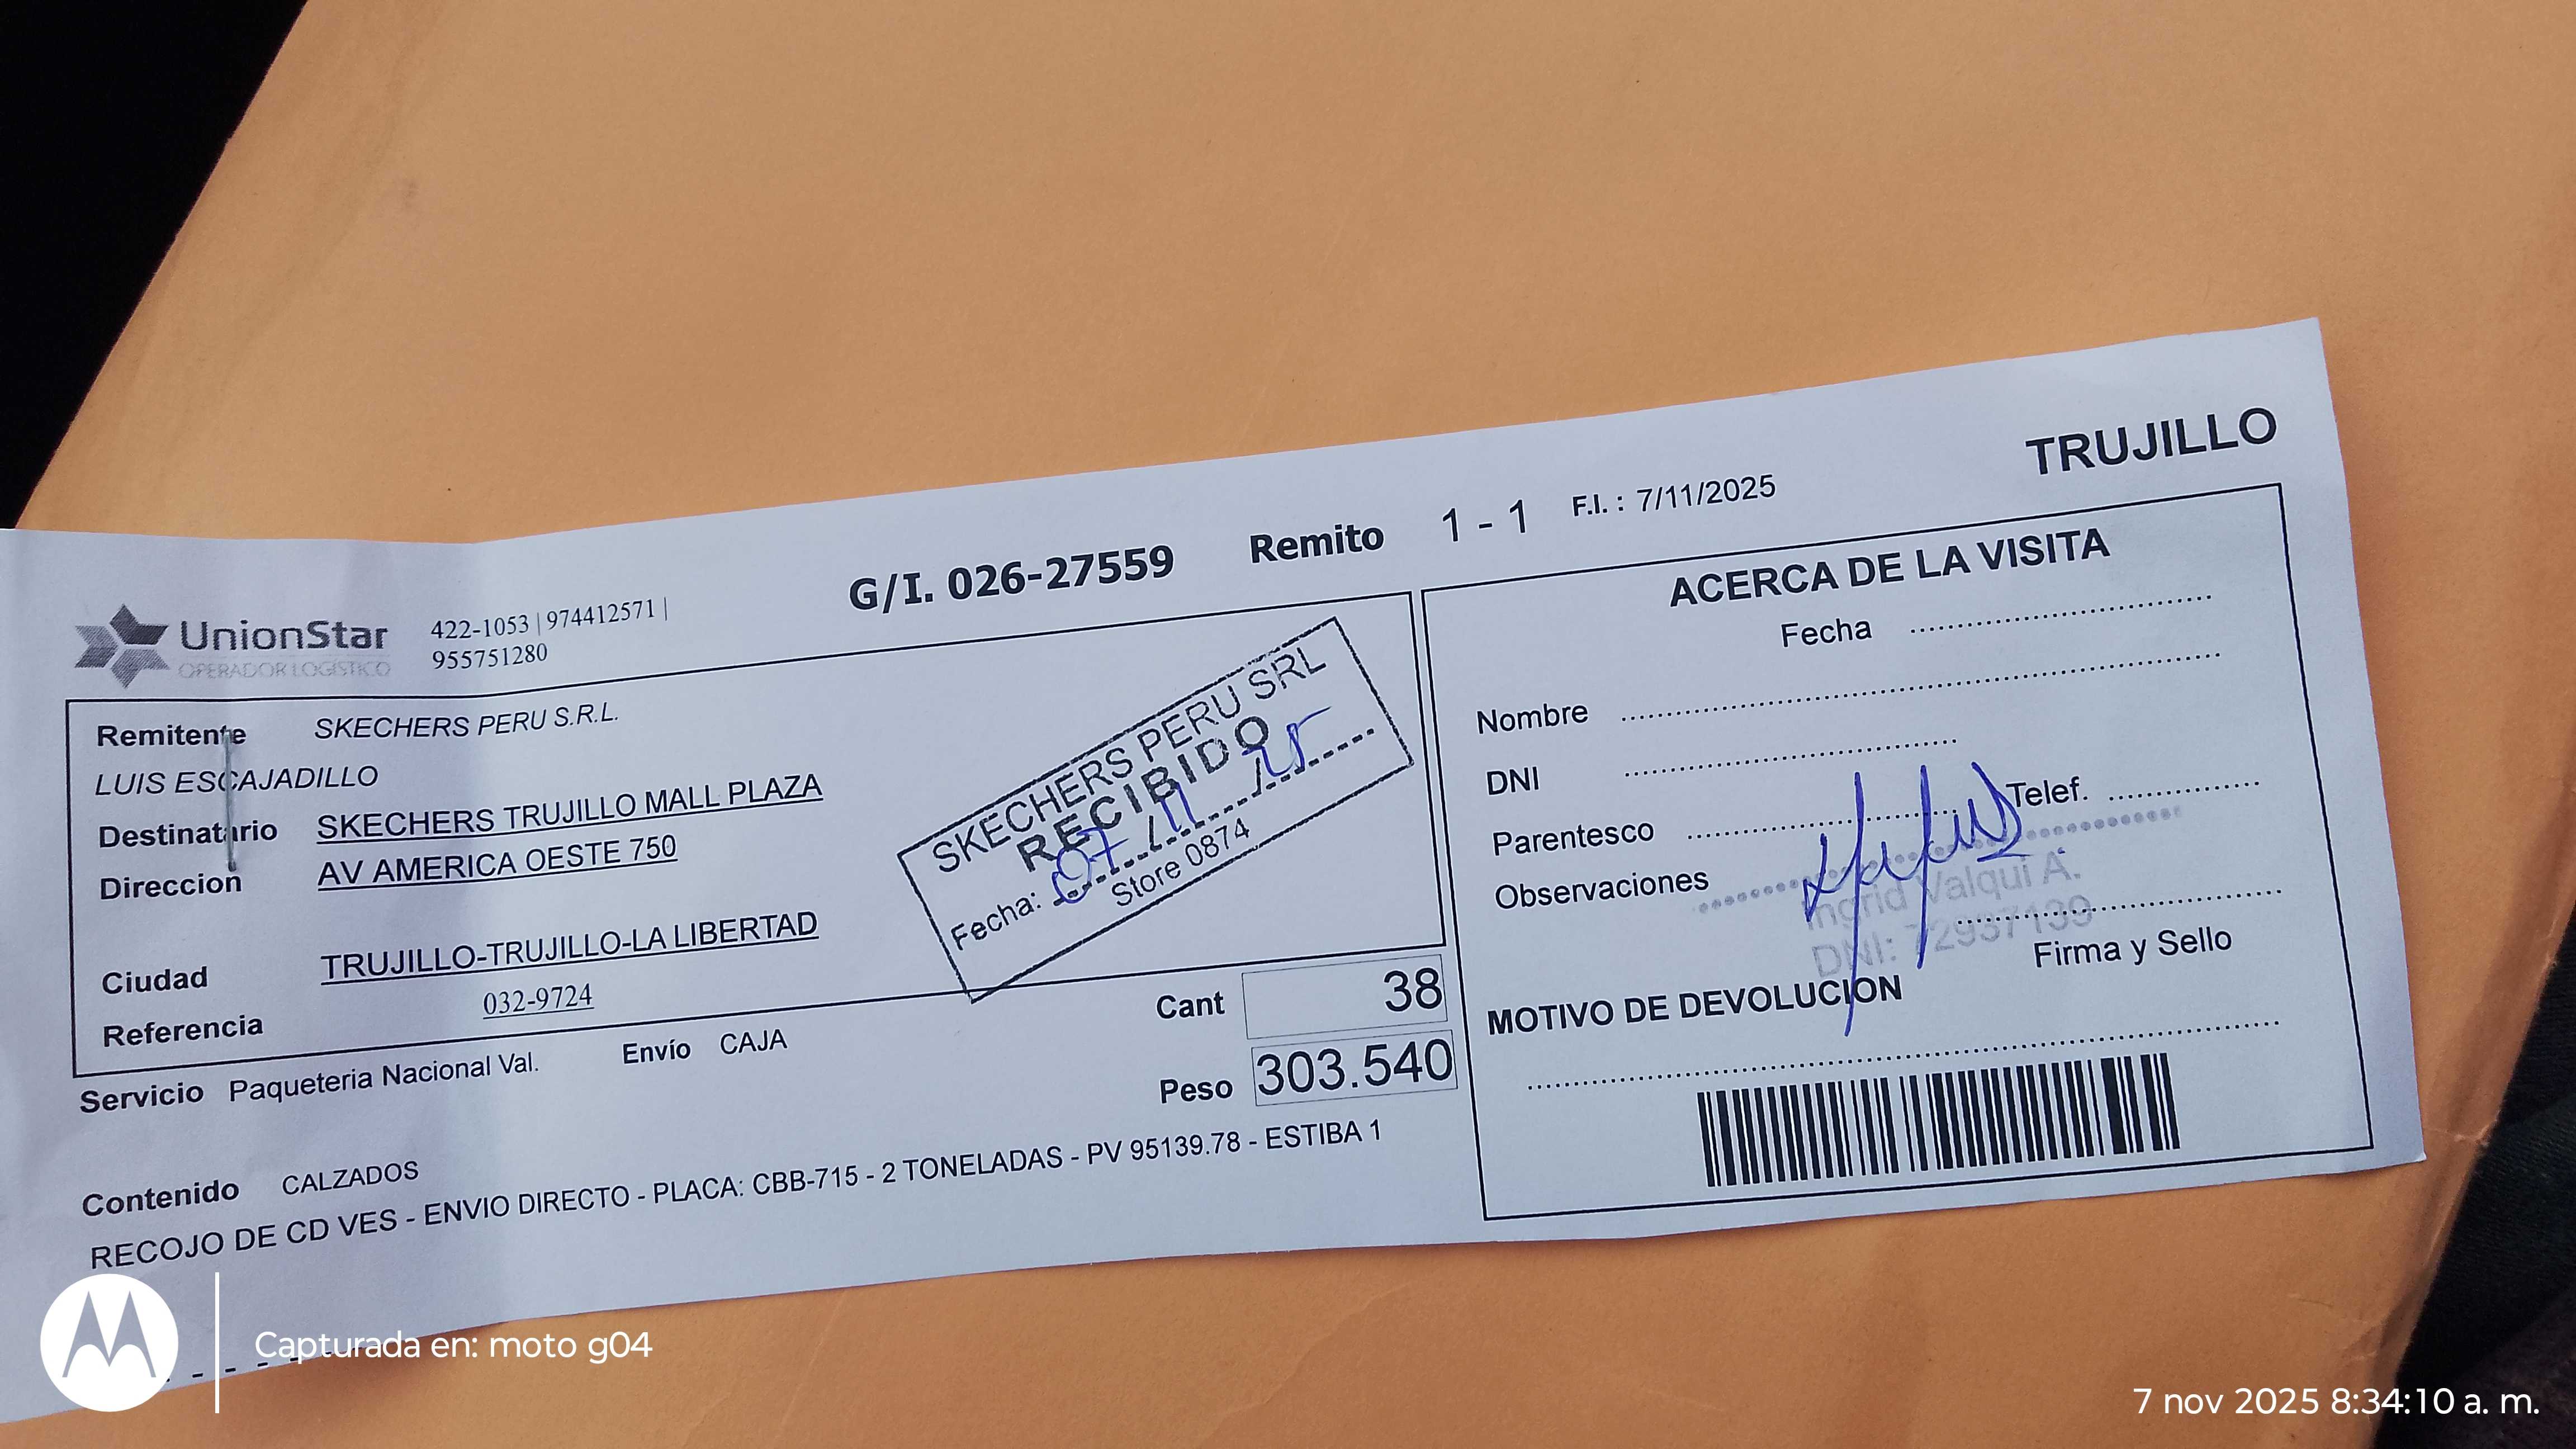 TRUJILLO
G/I. 026-27559 Remito 1 - 1 F.I. : 7/11/2025
UnionStar
OPERADOR LOGÍSTICO
422-1053 | 974412571 |
955751280
Remitente SKECHERS PERU S.R.L.
LUIS ESCAJADILLO
Destinatario SKECHERS TRUJILLO MALL PLAZA
Direccion AV AMERICA OESTE 750
Ciudad TRUJILLO-TRUJILLO-LA LIBERTAD
Referencia 032-9724
SKECHERS PERU SRL
RECIBIDO
Fecha: 07/11/25
Store 0874
Servicio Paqueteria Nacional Val. Envío CAJA
Cant 38
Peso 303.540
Contenido CALZADOS
RECOJO DE CD VES - ENVIO DIRECTO - PLACA: CBB-715 - 2 TONELADAS - PV 95139.78 - ESTIBA 1
ACERCA DE LA VISITA
Fecha
Nombre
DNI
Parentesco Telef.
Observaciones
Ingrid Valqui A.
DNI: 72937139
Firma y Sello
MOTIVO DE DEVOLUCION
Capturada en: moto g04
7 nov 2025 8:34:10 a. m.